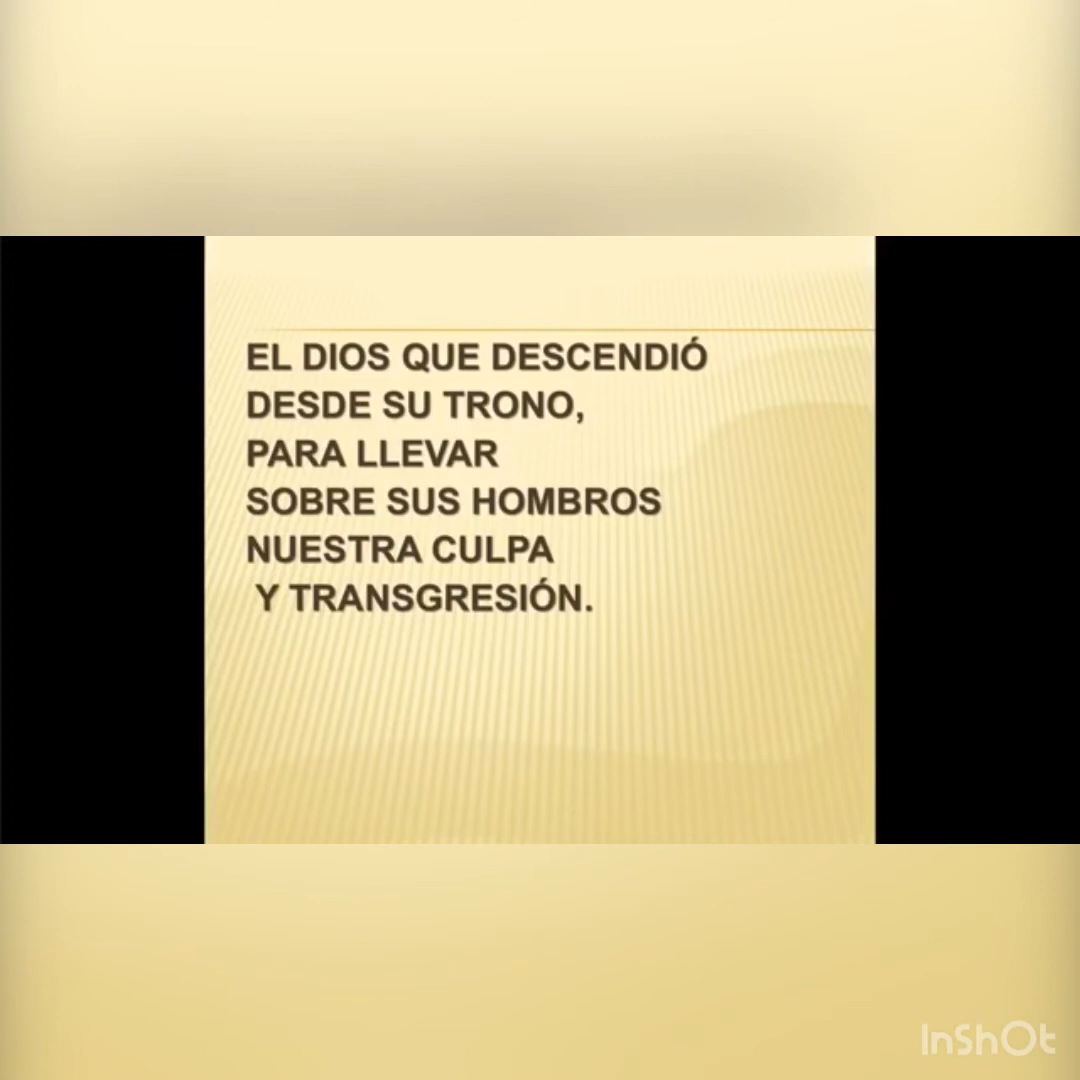 EL DIOS QUE DESCENDIÓ
DESDE SU TRONO,
PARA LLEVAR
SOBRE SUS HOMBROS
NUESTRA CULPA
Y TRANSGRESIÓN.
InShOt